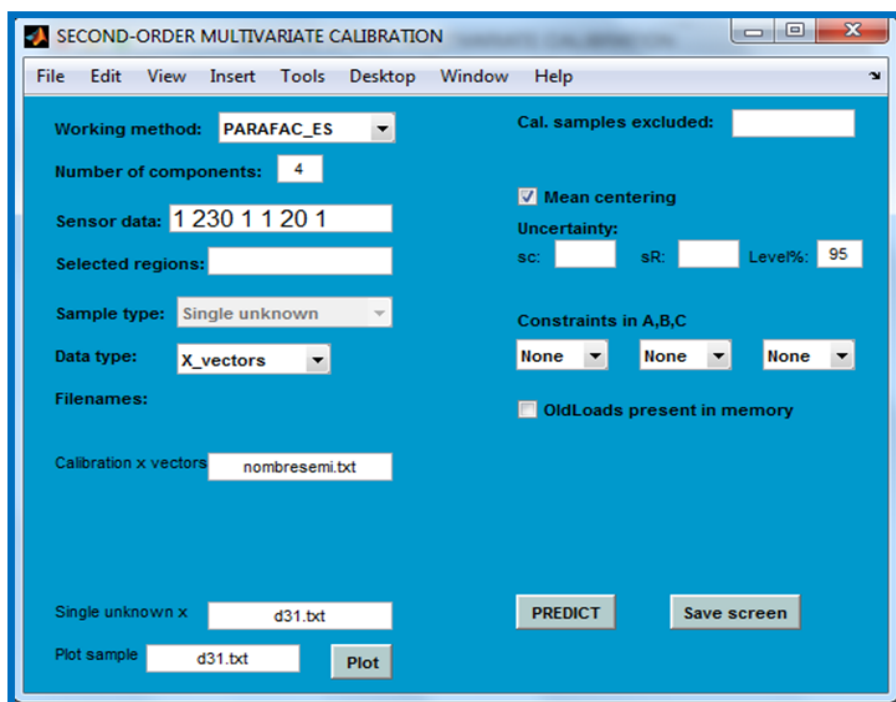 SECOND-ORDER MULTIVARIATE CALIBRATION
File Edit View Insert Tools Desktop Window Help
Working method: PARAFAC_ES
Number of components: 4
Sensor data: 1 230 1 1 20 1
Selected regions:
Sample type: Single unknown
Data type: X_vectors
Filenames:
Calibration x vectors nombresemi.txt
Single unknown x d31.txt
Plot sample d31.txt Plot
Cal. samples excluded:
Mean centering
Uncertainty:
sc: sR: Level%: 95
Constraints in A,B,C
None None None
OldLoads present in memory
PREDICT Save screen